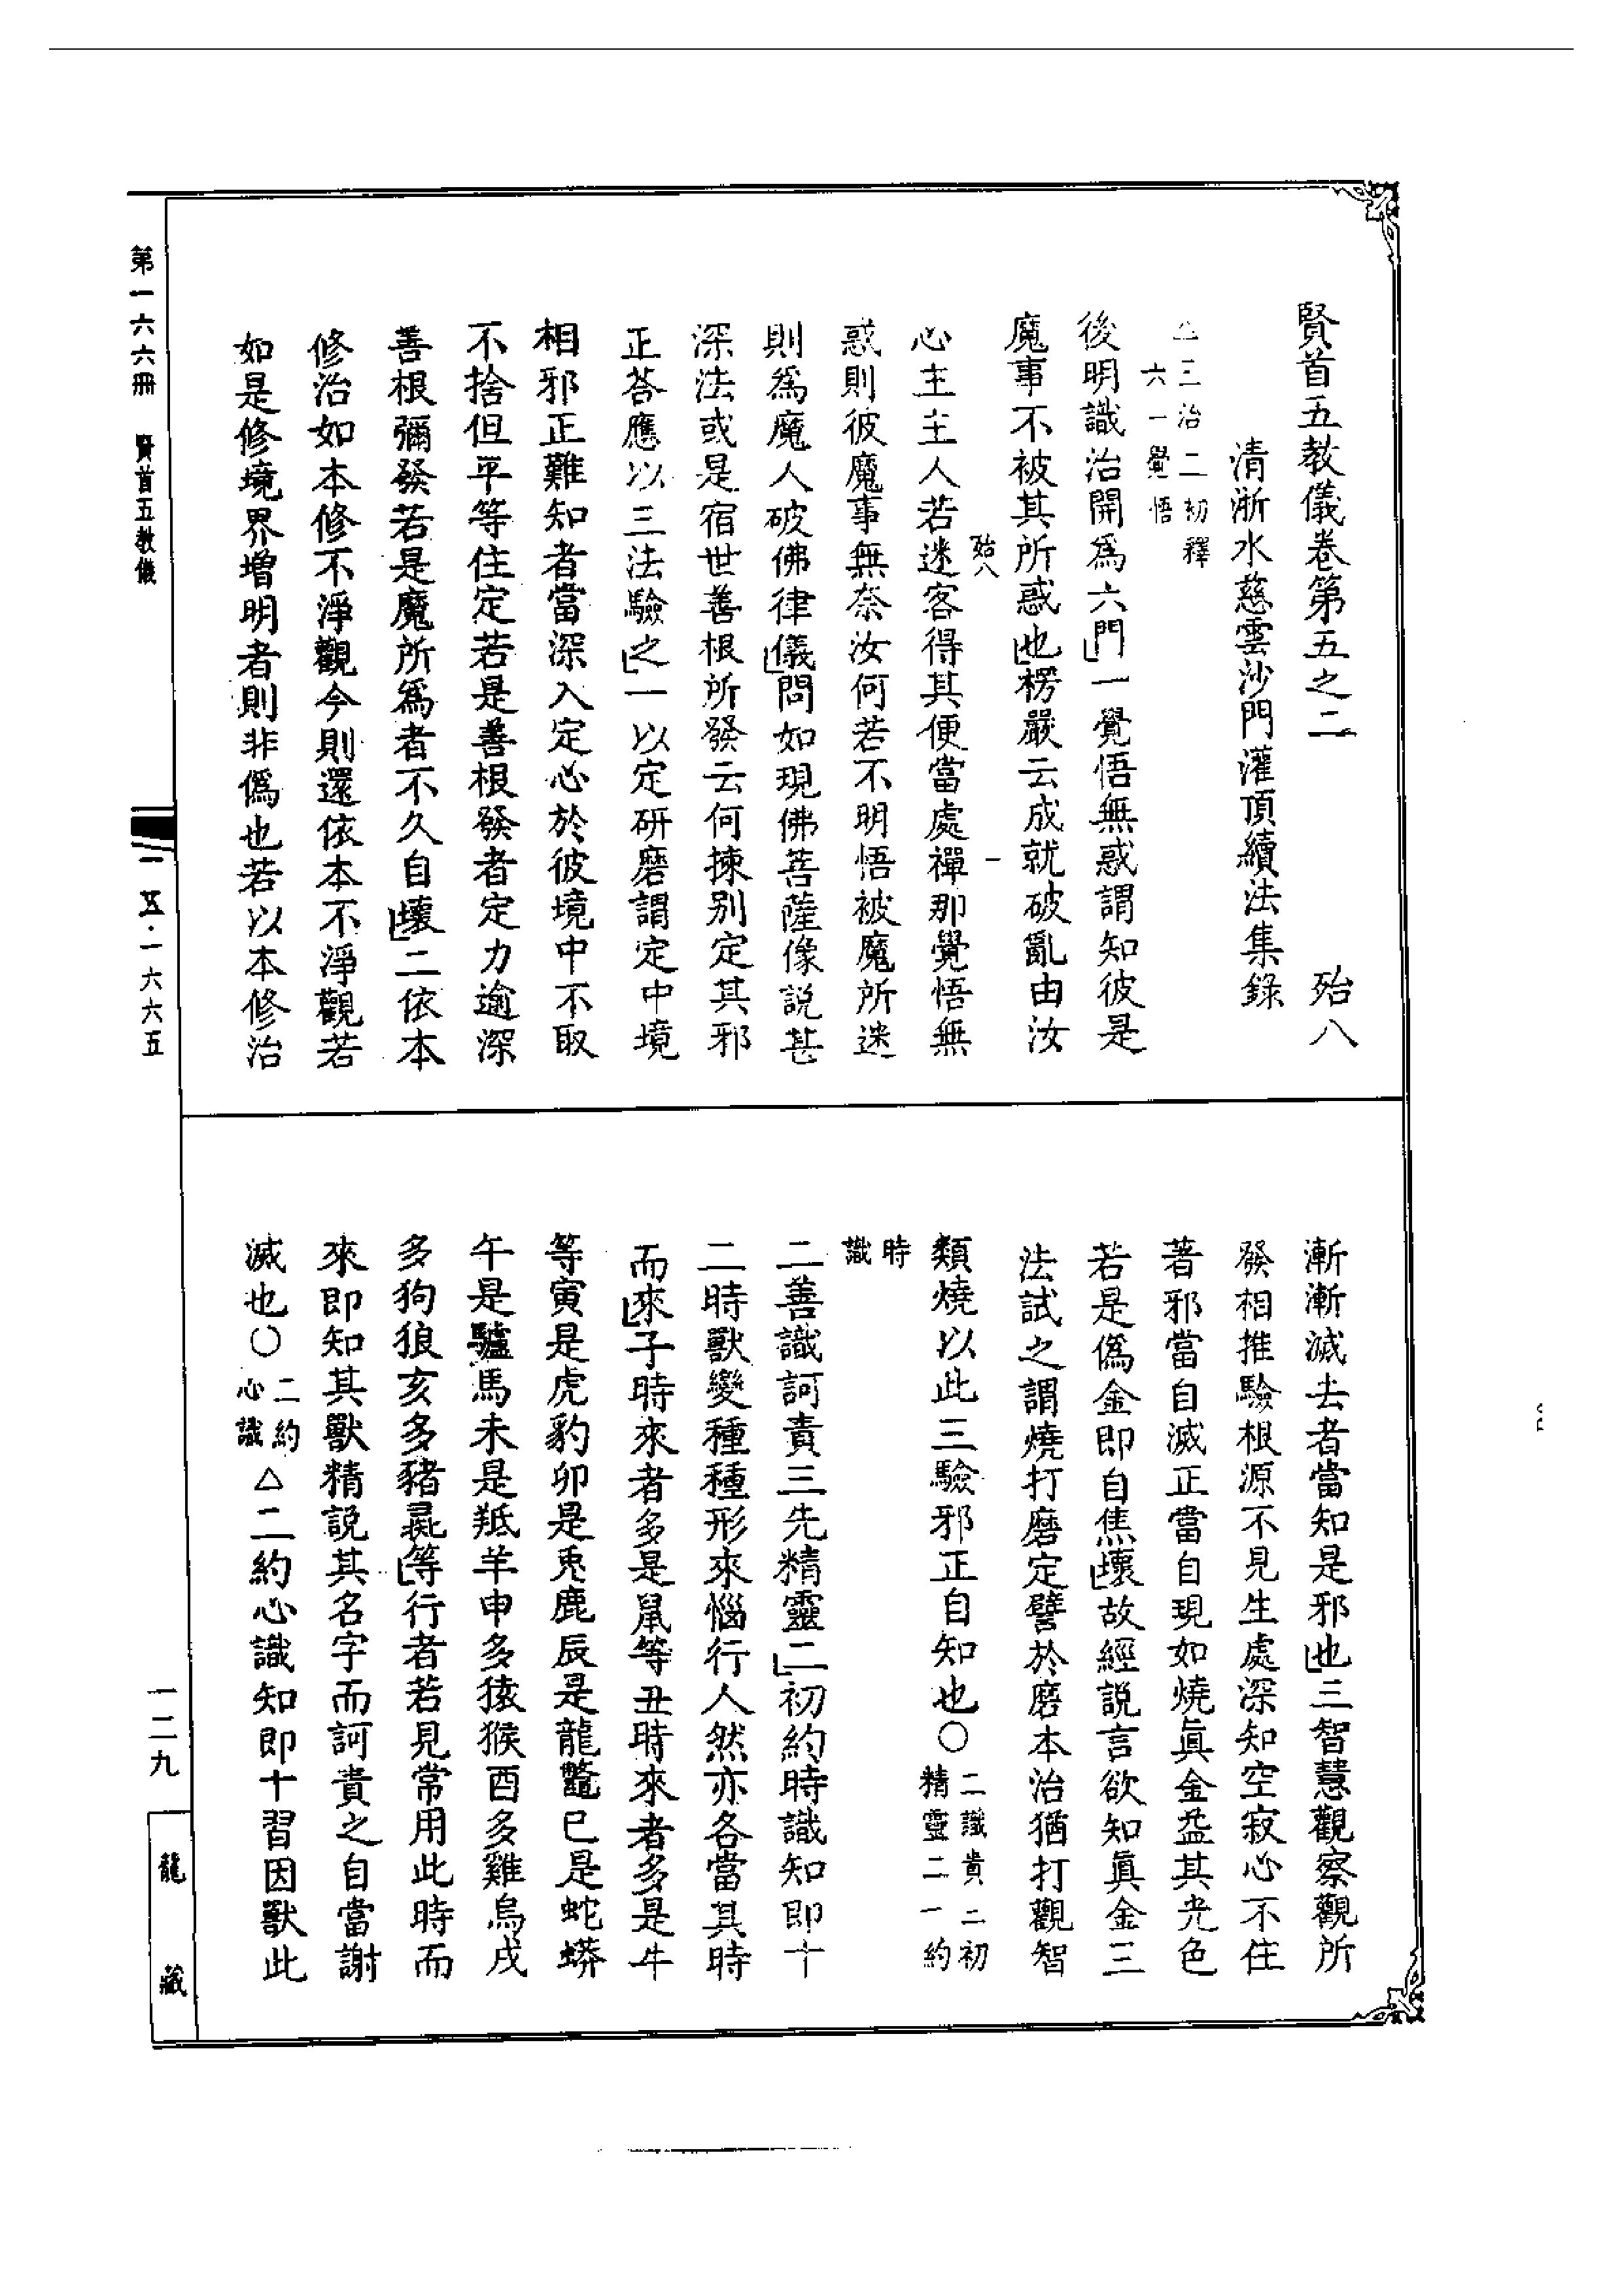 賢首五教儀卷第五之二　殆八
清浙水慈雲沙門灌頂續法集錄
三治二初釋
六一覺悟
後明識治開為六門一覺悟無惑謂知彼是
魔事不被其所惑也楞嚴云成就破亂由汝
殆八　一
心主主人若迷客得其便當處禪那覺悟無
惑則彼魔事無奈汝何若不明悟被魔所迷
則為魔人破佛律儀問如現佛菩薩像說甚
深法或是宿世善根所發云何揀別定其邪
正荅應以三法驗之一以定研磨謂定中境
相邪正難知者當深入定心於彼境中不取
不捨但平等住定若是善根發者定力逾深
善根彌發若是魔所為者不久自壞二依本
修治如本修不淨觀今則還依本不淨觀若
如是修境界增明者則非偽也若以本修治
漸漸滅去者當知是邪也三智慧觀察觀所
發相推驗根源不見生處深知空寂心不住
著邪當自滅正當自現如燒眞金益其光色
若是偽金即自焦壞故經說言欲知眞金三
法試之謂燒打磨定譬於磨本治猶打觀智
類燒以此三驗邪正自知也○二識責二初
精靈二一約
時
識
二善識訶責三先精靈二初約時識知即十
二時獸變種種形來惱行人然亦各當其時
而來子時來者多是鼠等丑時來者多是牛
等寅是虎豹卯是兎鹿辰是龍鼈巳是蛇蟒
午是驢馬未是羝羊申多猿猴酉多雞烏戌
多狗狼亥多豬彘等行者若見常用此時而
來即知其獸精說其名字而訶責之自當謝
滅也○二約
心識△二約心識知即十習因獸此
第一六六冊　賢首五教儀
一五·一六六五
一二九
龍藏